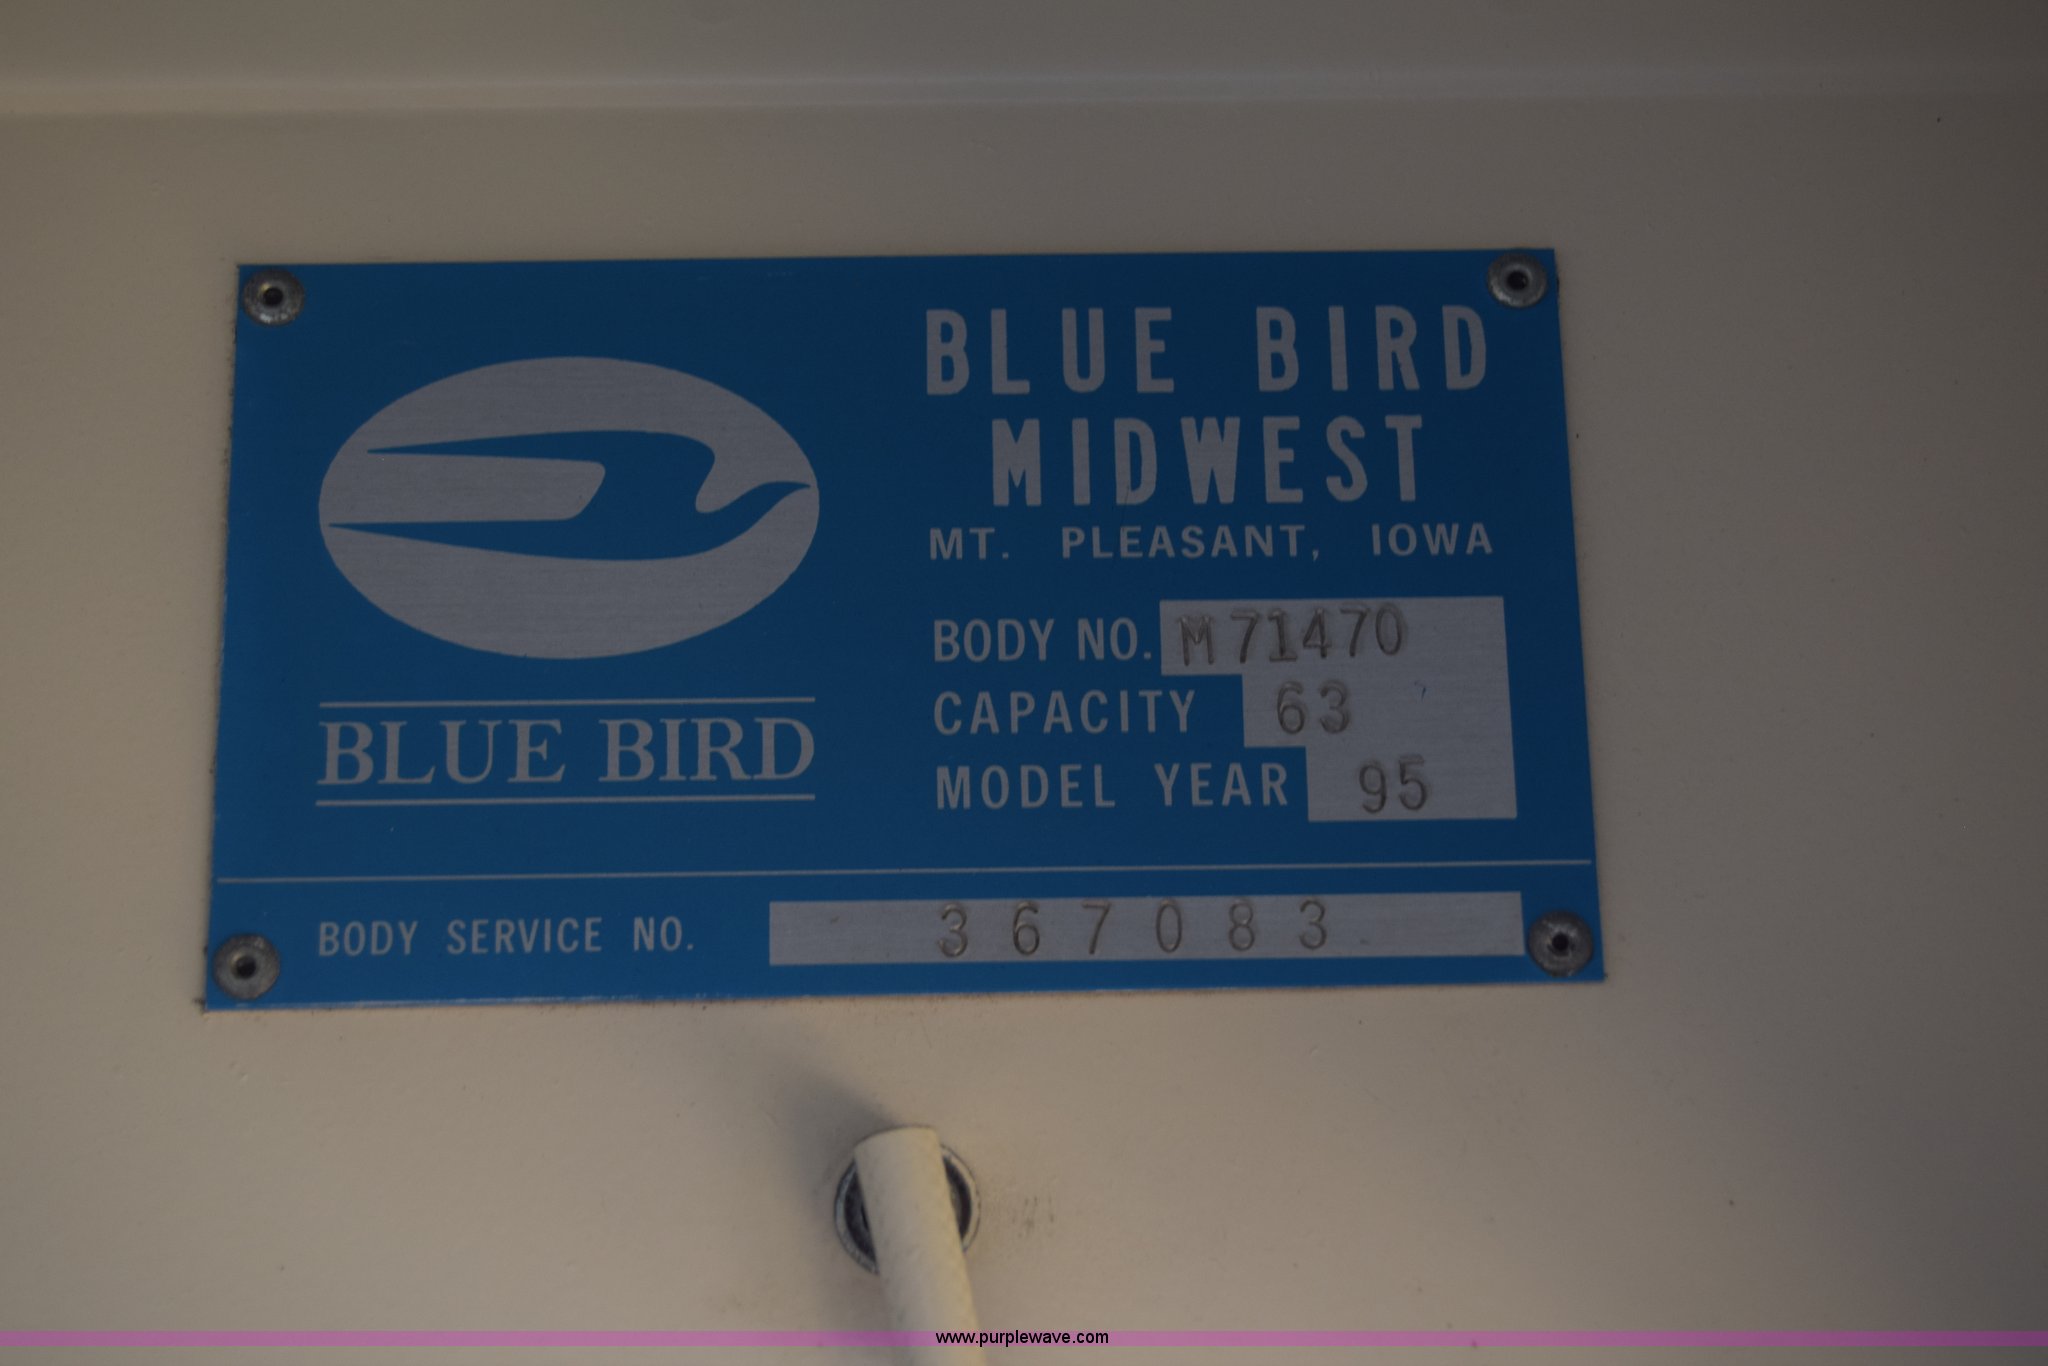 BLUE BIRD
MIDWEST
MT. PLEASANT, IOWA
BODY NO. M71470
CAPACITY 63
MODEL YEAR 95
BLUE BIRD
BODY SERVICE NO. 367083
www.purplewave.com